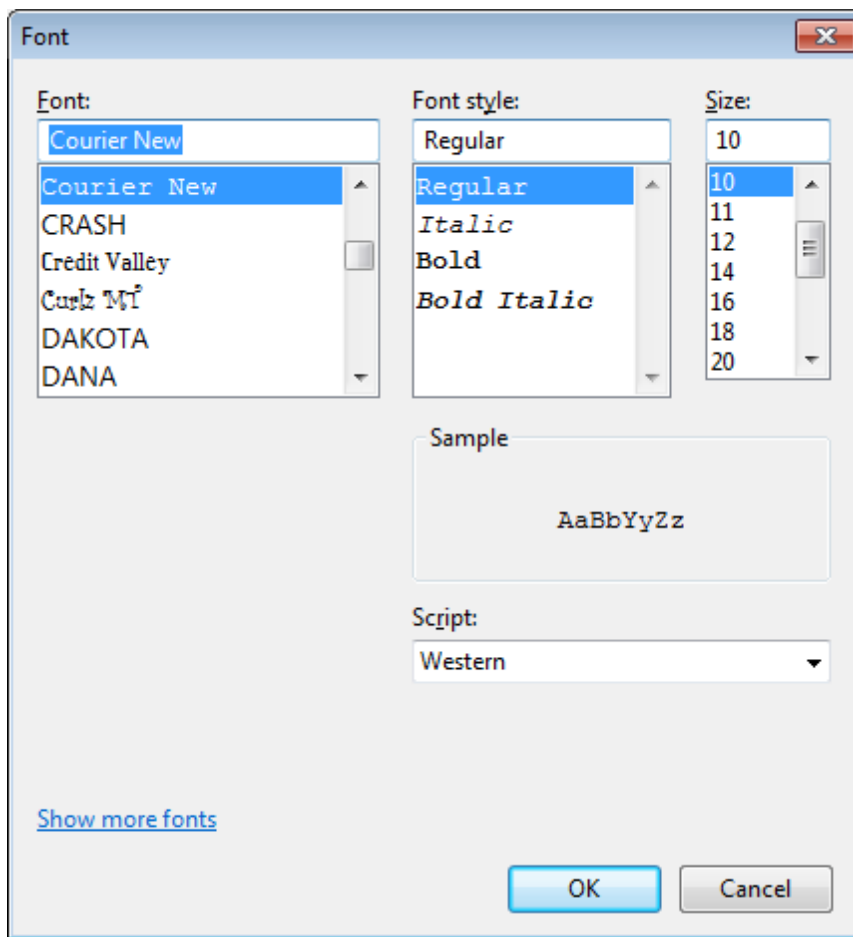 Font
Font: Font style: Size:
Courier New Regular 10
Courier New Regular 10
CRASH Italic 11
Credit Valley Bold 12
Curlz MT Bold Italic 14
DAKOTA 16
DANA 18
20
Sample
AaBbYyZz
Script:
Western
Show more fonts
OK Cancel